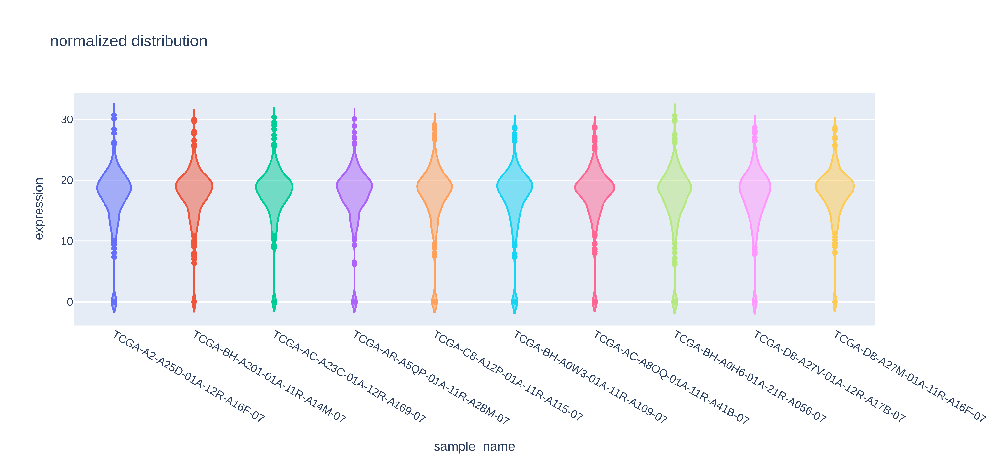 normalized distribution
expression
30
20
10
0
TCGA-A2-A25D-01A-12R-A16F-07
TCGA-BH-A201-01A-11R-A14M-07
TCGA-AC-A23C-01A-12R-A169-07
TCGA-AR-A5QP-01A-11R-A28M-07
TCGA-C8-A12P-01A-11R-A115-07
TCGA-BH-A0W3-01A-11R-A109-07
TCGA-AC-A8OQ-01A-11R-A41B-07
TCGA-BH-A0H6-01A-21R-A056-07
TCGA-D8-A27V-01A-12R-A17B-07
TCGA-D8-A27M-01A-11R-A16F-07
sample_name